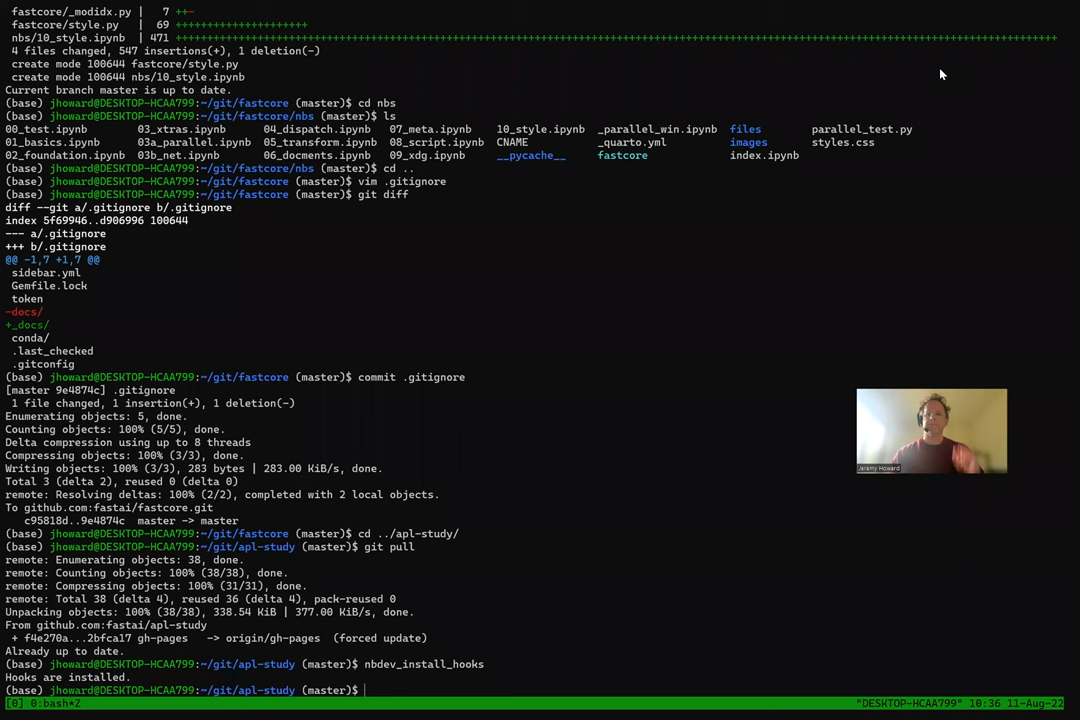 fastcore/_modidx.py |   7 ++-
fastcore/style.py   |  69 +++++++++++++++++++++
nbs/10_style.ipynb | 471 ++++++++++++++++++++++++++++++++++++++++++++++++++++++++++++++++++++++++++++++++++++++++++++++++++++++++++++++++++++++++++++++++++++++++++++++++++
4 files changed, 547 insertions(+), 1 deletion(-)
create mode 100644 fastcore/style.py
create mode 100644 nbs/10_style.ipynb
Current branch master is up to date.
(base) jhoward@DESKTOP-HCAA799:~/git/fastcore (master)$ cd nbs
(base) jhoward@DESKTOP-HCAA799:~/git/fastcore/nbs (master)$ ls
00_test.ipynb        03_xtras.ipynb      04_dispatch.ipynb   07_meta.ipynb    10_style.ipynb  _parallel_win.ipynb  files       parallel_test.py
01_basics.ipynb      03a_parallel.ipynb  05_transform.ipynb  08_script.ipynb  CNAME           _quarto.yml          images      styles.css
02_foundation.ipynb  03b_net.ipynb       06_docments.ipynb   09_xdg.ipynb     __pycache__     fastcore             index.ipynb
(base) jhoward@DESKTOP-HCAA799:~/git/fastcore/nbs (master)$ cd ..
(base) jhoward@DESKTOP-HCAA799:~/git/fastcore (master)$ vim .gitignore
(base) jhoward@DESKTOP-HCAA799:~/git/fastcore (master)$ git diff
diff --git a/.gitignore b/.gitignore
index 5f69946..d906996 100644
--- a/.gitignore
+++ b/.gitignore
@@ -1,7 +1,7 @@
sidebar.yml
Gemfile.lock
token
-docs/
+_docs/
conda/
.last_checked
.gitconfig
(base) jhoward@DESKTOP-HCAA799:~/git/fastcore (master)$ commit .gitignore
[master 9e4874c] .gitignore
1 file changed, 1 insertion(+), 1 deletion(-)
Enumerating objects: 5, done.
Counting objects: 100% (5/5), done.
Delta compression using up to 8 threads
Compressing objects: 100% (3/3), done.
Writing objects: 100% (3/3), 283 bytes | 283.00 KiB/s, done.
Total 3 (delta 2), reused 0 (delta 0)
remote: Resolving deltas: 100% (2/2), completed with 2 local objects.
To github.com:fastai/fastcore.git
c95818d..9e4874c  master -> master
(base) jhoward@DESKTOP-HCAA799:~/git/fastcore (master)$ cd ../apl-study/
(base) jhoward@DESKTOP-HCAA799:~/git/apl-study (master)$ git pull
remote: Enumerating objects: 38, done.
remote: Counting objects: 100% (38/38), done.
remote: Compressing objects: 100% (31/31), done.
remote: Total 38 (delta 4), reused 36 (delta 4), pack-reused 0
Unpacking objects: 100% (38/38), 338.54 KiB | 377.00 KiB/s, done.
From github.com:fastai/apl-study
+ f4e270a...2bfca17 gh-pages   -> origin/gh-pages  (forced update)
Already up to date.
(base) jhoward@DESKTOP-HCAA799:~/git/apl-study (master)$ nbdev_install_hooks
Hooks are installed.
(base) jhoward@DESKTOP-HCAA799:~/git/apl-study (master)$
[0] 0:bash*Z "DESKTOP-HCAA799" 10:36 11-Aug-22
Jeremy Howard